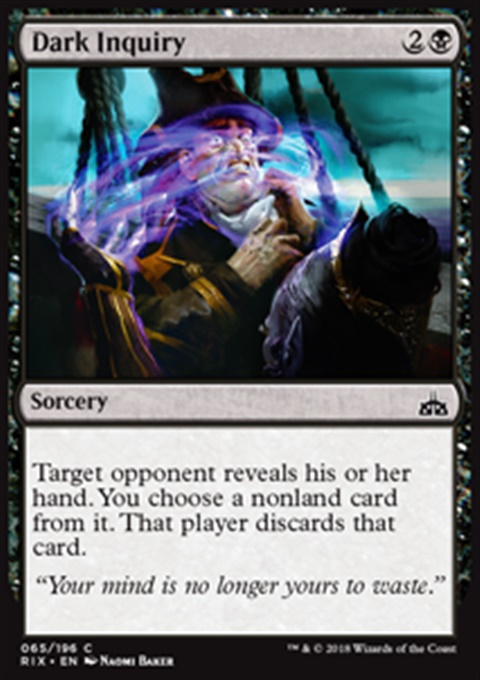 Dark Inquiry 2
Sorcery
Target opponent reveals his or her
hand. You choose a nonland card
from it. That player discards that
card.
“Your mind is no longer yours to waste.”
065/196 C
RIX • EN Naomi Baker
™ & © 2018 Wizards of the Coast